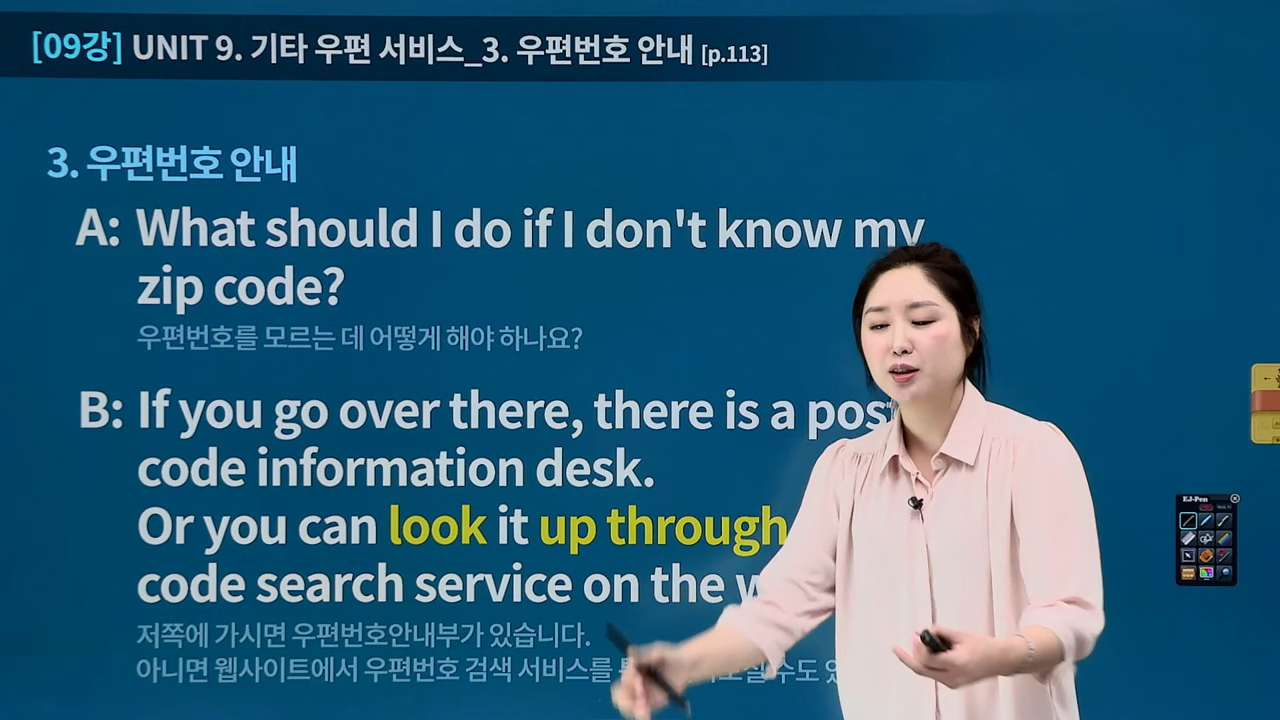 [09강] UNIT 9. 기타 우편 서비스_3. 우편번호 안내 [p.113]
3. 우편번호 안내
A: What should I do if I don't know my
zip code?
우편번호를 모르는 데 어떻게 해야 하나요?
B: If you go over there, there is a
code information desk.
Or you can look it up through
code search service on the
저쪽에 가시면 우편번호안내부가 있습니다.
아니면 웹사이트에서 우편번호 검색 서비스를
EJ-Pen